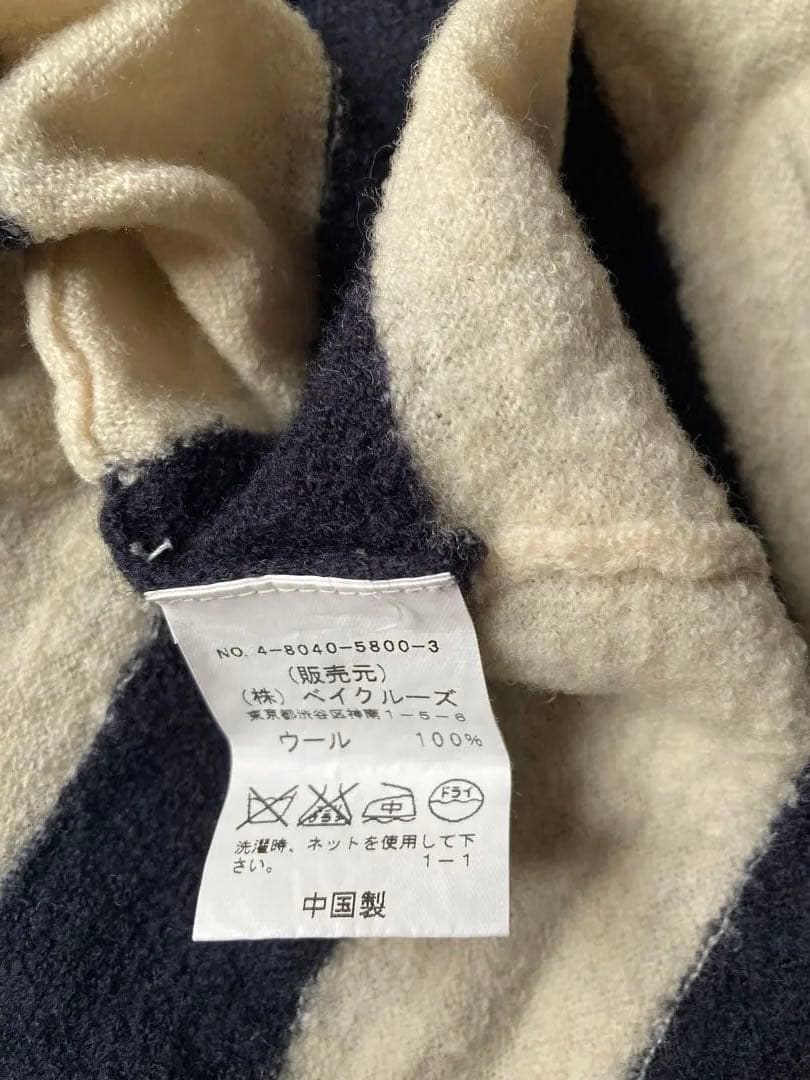 NO. 4-8040-5800-3
(販売元)
(株) ベイクルーズ
東京都渋谷区神南1-5-6
ウール 100%
中 ドライ
洗濯時、ネットを使用して下
さい。 1-1
中国製